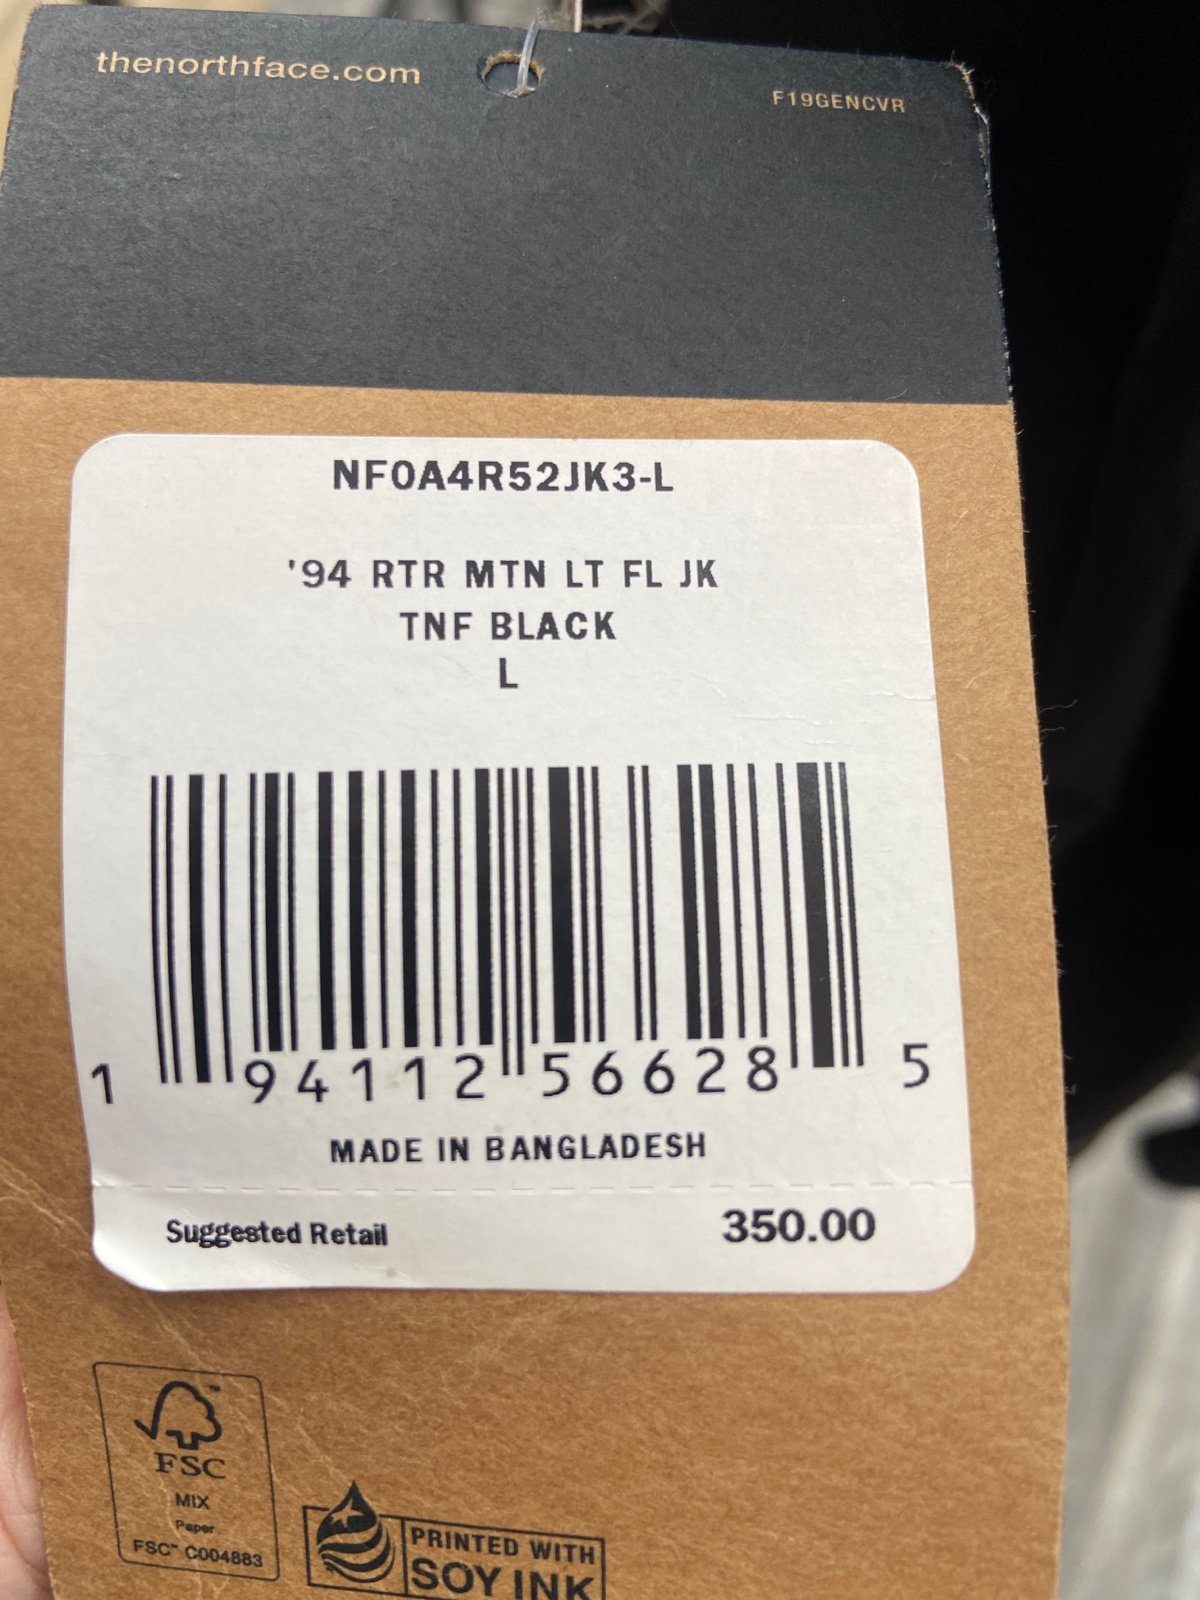 thenorthface.com
F19GENCVR
NF0A4R52JK3-L
'94 RTR MTN LT FL JK
TNF BLACK
L
1 94112 56628 5
MADE IN BANGLADESH
Suggested Retail 350.00
FSC
MIX
Paper
FSC™ C004883
PRINTED WITH
SOY INK